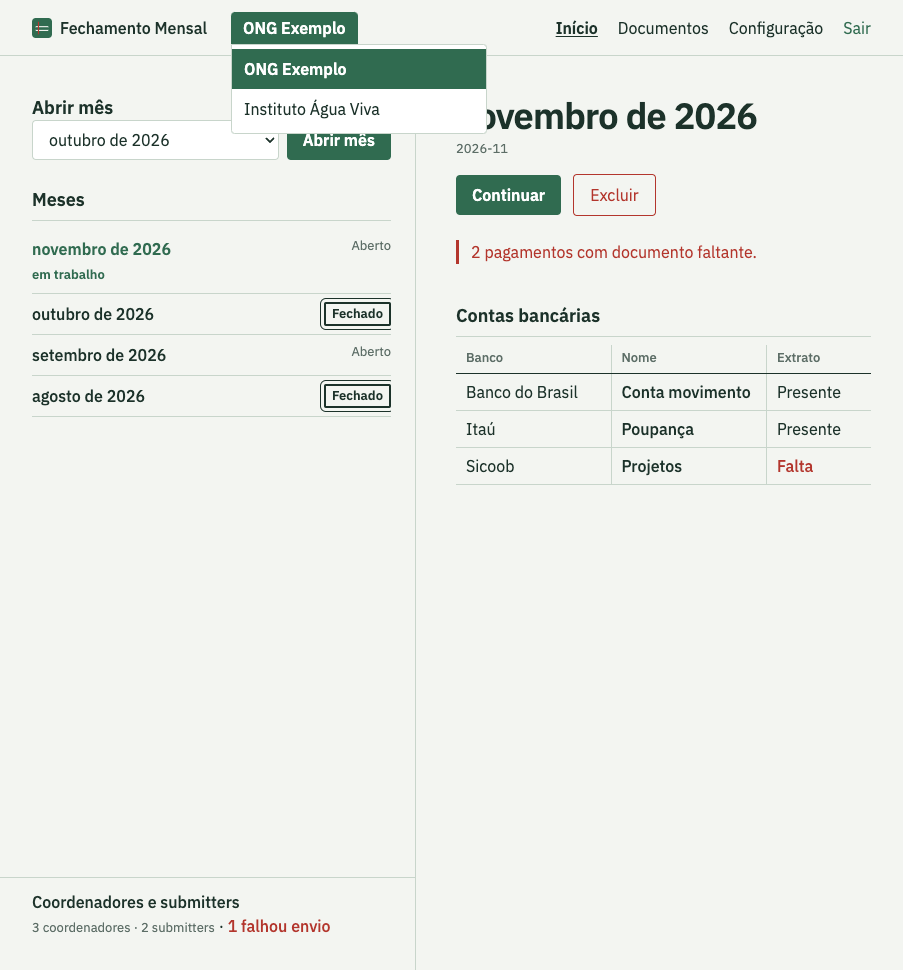 Fechamento Mensal
ONG Exemplo
Início
Documentos
Configuração
Sair
ONG Exemplo
Instituto Água Viva
Abrir mês
outubro de 2026
Abrir mês
Meses
novembro de 2026
Aberto
em trabalho
outubro de 2026
Fechado
setembro de 2026
Aberto
agosto de 2026
Fechado
Coordenadores e submitters
3 coordenadores · 2 submitters · 1 falhou envio
ovembro de 2026
2026-11
Continuar
Excluir
2 pagamentos com documento faltante.
Contas bancárias
Banco Nome Extrato
Banco do Brasil Conta movimento Presente
Itaú Poupança Presente
Sicoob Projetos Falta